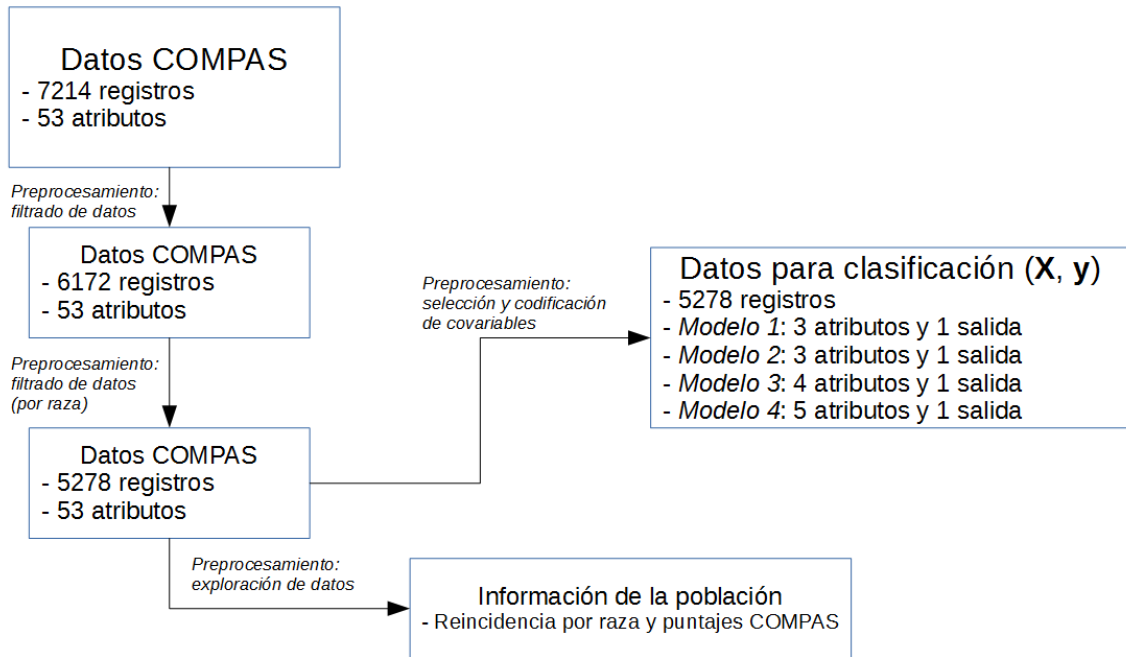 Datos COMPAS
- 7214 registros
- 53 atributos
Preprocesamiento:
filtrado de datos
Datos COMPAS
- 6172 registros
- 53 atributos
Preprocesamiento:
filtrado de datos
(por raza)
Datos COMPAS
- 5278 registros
- 53 atributos
Preprocesamiento:
selección y codificación
de covariables
Datos para clasificación (X, y)
- 5278 registros
- Modelo 1: 3 atributos y 1 salida
- Modelo 2: 3 atributos y 1 salida
- Modelo 3: 4 atributos y 1 salida
- Modelo 4: 5 atributos y 1 salida
Preprocesamiento:
exploración de datos
Información de la población
- Reincidencia por raza y puntajes COMPAS